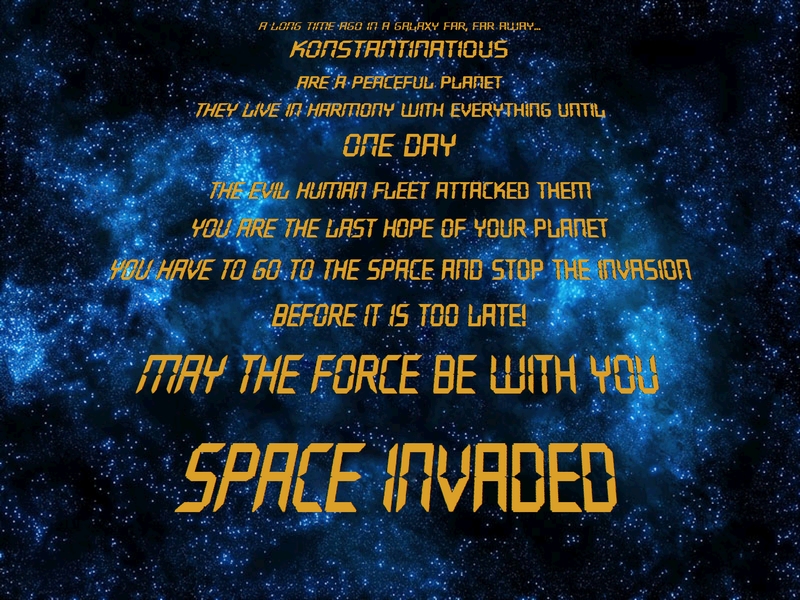 A LONG TIME AGO IN A GALAXY FAR, FAR AWAY...
KONSTANTINATIOUS
ARE A PEACEFUL PLANET
THEY LIVE IN HARMONY WITH EVERYTHING UNTIL
ONE DAY
THE EVIL HUMAN FLEET ATTACKED THEM
YOU ARE THE LAST HOPE OF YOUR PLANET
YOU HAVE TO GO TO THE SPACE AND STOP THE INVASION
BEFORE IT IS TOO LATE!
MAY THE FORCE BE WITH YOU
SPACE INVADED